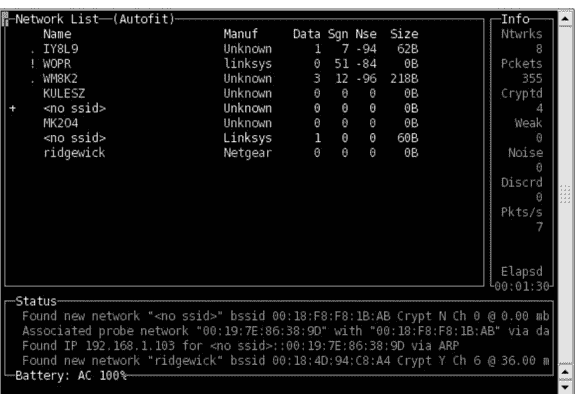 Network List—(Autofit)
Name Manuf Data Sgn Nse Size
. IY8L9 Unknown 1 7 -94 62B
! WOPR linksys 0 51 -84 0B
. WM8K2 Unknown 3 12 -96 218B
KULESZ Unknown 0 0 0 0B
+ <no ssid> Unknown 0 0 0 0B
MK2O4 Unknown 0 0 0 0B
<no ssid> Linksys 1 0 0 60B
ridgewick Netgear 0 0 0 0B
Info
Ntwrks
8
Pckets
355
Cryptd
4
Weak
0
Noise
0
Discrd
0
Pkts/s
7
Elapsd
00:01:30
Status
Found new network "<no ssid>" bssid 00:18:F8:F8:1B:AB Crypt N Ch 0 @ 0.00 mb
Associated probe network "00:19:7E:86:38:9D" with "00:18:F8:F8:1B:AB" via da
Found IP 192.168.1.103 for <no ssid>::00:19:7E:86:38:9D via ARP
Found new network "ridgewick" bssid 00:18:4D:94:C8:A4 Crypt Y Ch 6 @ 36.00 m
Battery: AC 100%